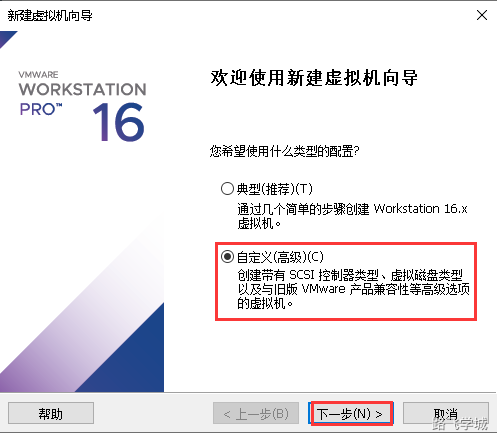 新建虚拟机向导
VMWARE
WORKSTATION
PRO™
16
欢迎使用新建虚拟机向导
您希望使用什么类型的配置?
典型(推荐)(T)
通过几个简单的步骤创建 Workstation 16.x
虚拟机。
自定义(高级)(C)
创建带有 SCSI 控制器类型、虚拟磁盘类型
以及与旧版 VMware 产品兼容性等高级选项
的虚拟机。
帮助
< 上一步(B)
下一步(N) >
取消
路飞学城